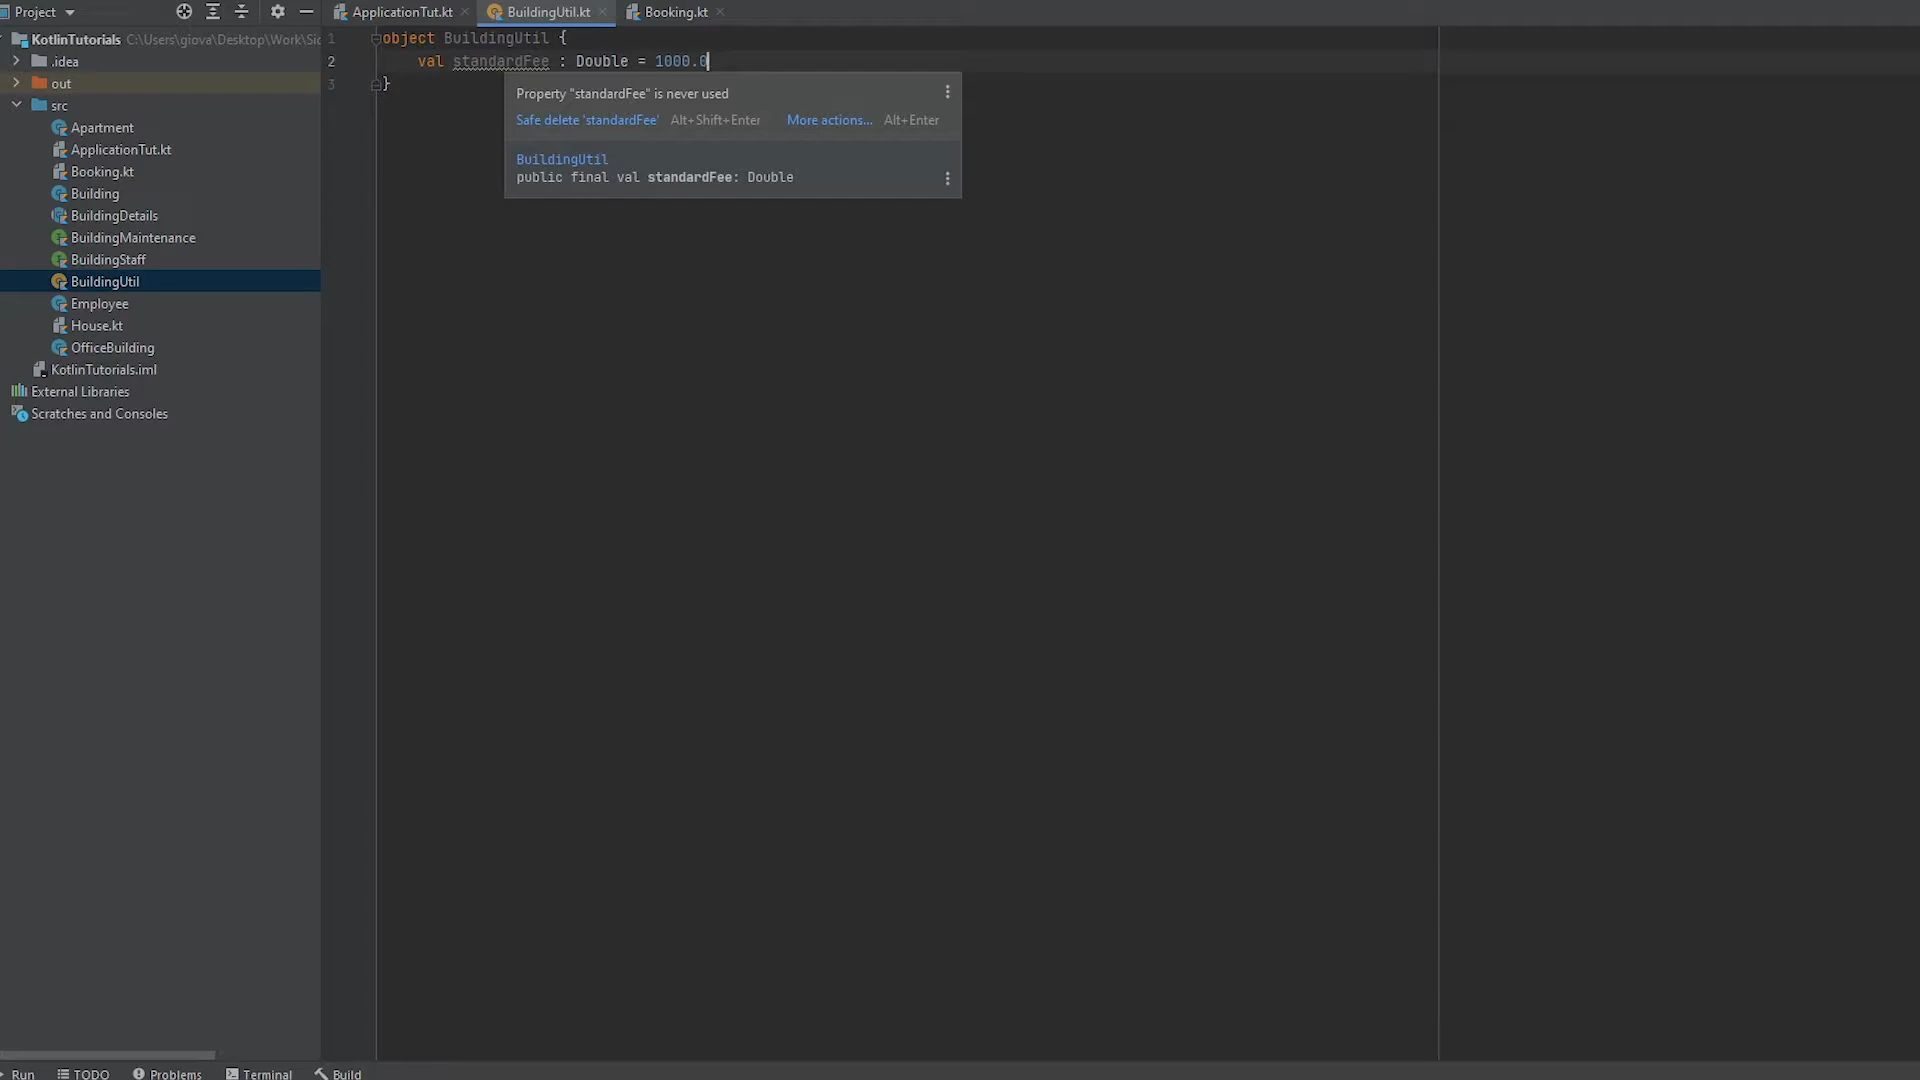 Project
ApplicationTut.kt
BuildingUtil.kt
Booking.kt
KotlinTutorials C:\Users\giova\Desktop\Work\Sid
.idea
out
src
Apartment
ApplicationTut.kt
Booking.kt
Building
BuildingDetails
BuildingMaintenance
BuildingStaff
BuildingUtil
Employee
House.kt
OfficeBuilding
KotlinTutorials.iml
External Libraries
Scratches and Consoles
1 object BuildingUtil {
2 val standardFee : Double = 1000.0
3 }
Property "standardFee" is never used
Safe delete 'standardFee' Alt+Shift+Enter More actions... Alt+Enter
BuildingUtil
public final val standardFee: Double
Run TODO Problems Terminal Build